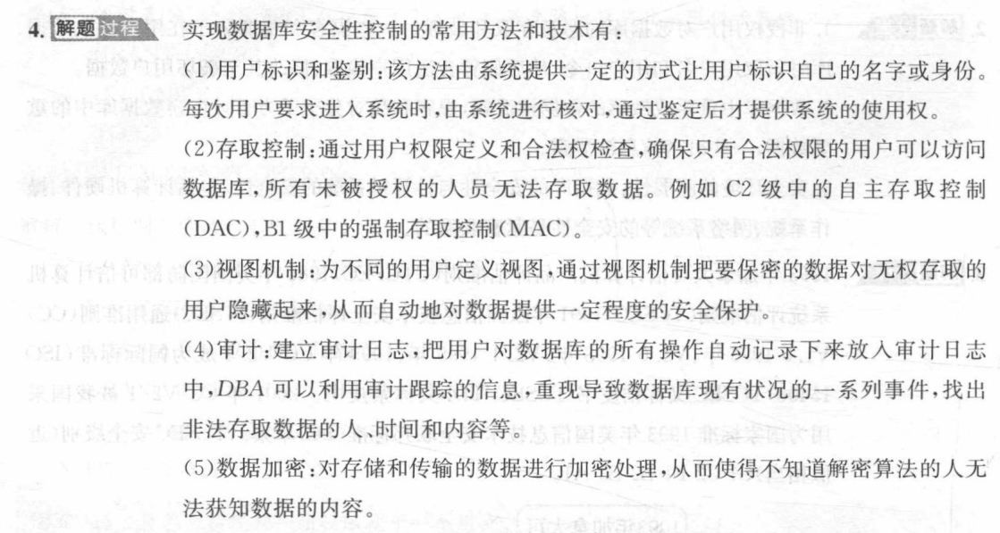 4. 解题过程 实现数据库安全性控制的常用方法和技术有：
(1)用户标识和鉴别：该方法由系统提供一定的方式让用户标识自己的名字或身份。
每次用户要求进入系统时，由系统进行核对，通过鉴定后才提供系统的使用权。
(2)存取控制：通过用户权限定义和合法权检查，确保只有合法权限的用户可以访问
数据库，所有未被授权的人员无法存取数据。例如 C2 级中的自主存取控制
(DAC)，B1 级中的强制存取控制(MAC)。
(3)视图机制：为不同的用户定义视图，通过视图机制把要保密的数据对无权存取的
用户隐藏起来，从而自动地对数据提供一定程度的安全保护。
(4)审计：建立审计日志，把用户对数据库的所有操作自动记录下来放入审计日志
中，DBA 可以利用审计跟踪的信息，重现导致数据库现有状况的一系列事件，找出
非法存取数据的人、时间和内容等。
(5)数据加密：对存储和传输的数据进行加密处理，从而使得不知道解密算法的人无
法获知数据的内容。